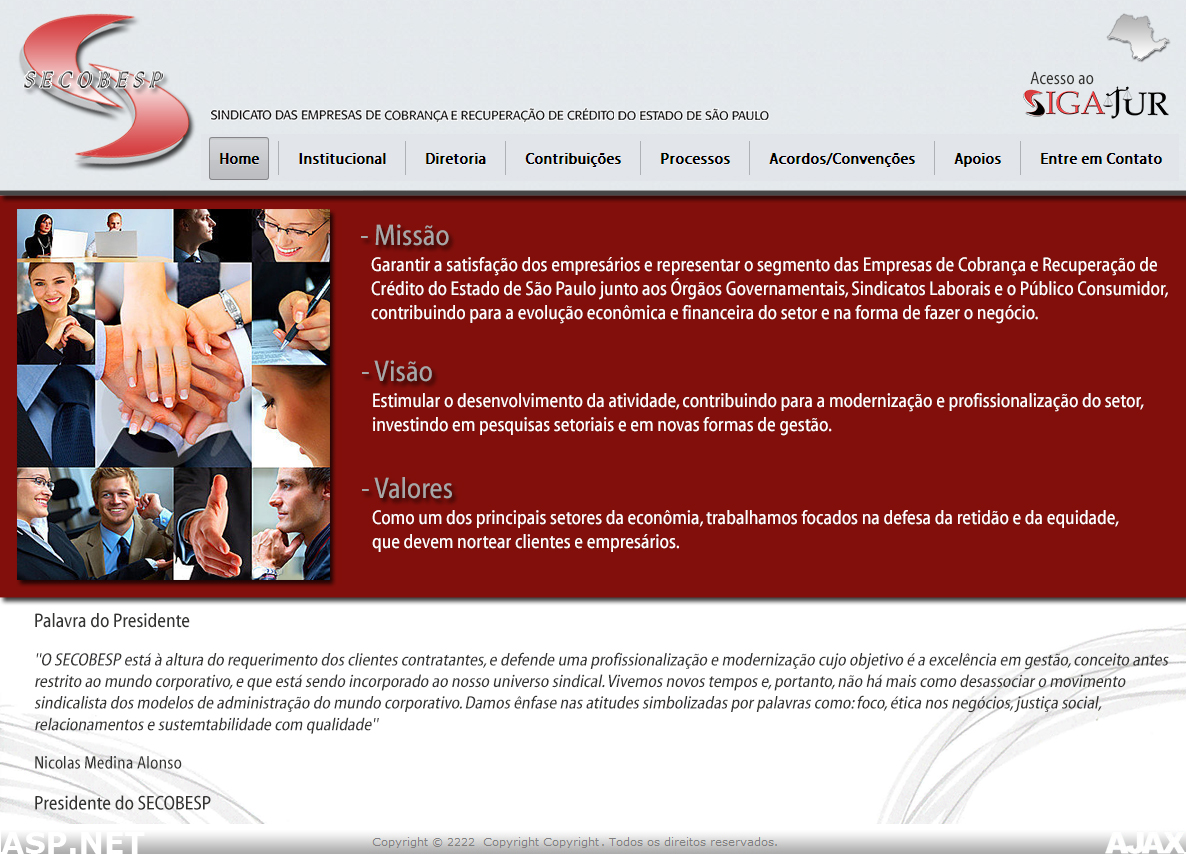 SECOBESP
Acesso ao
SIGAJUR
SINDICATO DAS EMPRESAS DE COBRANÇA E RECUPERAÇÃO DE CRÉDITO DO ESTADO DE SÃO PAULO
Home Institucional Diretoria Contribuições Processos Acordos/Convenções Apoios Entre em Contato
- Missão
Garantir a satisfação dos empresários e representar o segmento das Empresas de Cobrança e Recuperação de
Crédito do Estado de São Paulo junto aos Órgãos Governamentais, Sindicatos Laborais e o Público Consumidor,
contribuindo para a evolução econômica e financeira do setor e na forma de fazer o negócio.
- Visão
Estimular o desenvolvimento da atividade, contribuindo para a modernização e profissionalização do setor,
investindo em pesquisas setoriais e em novas formas de gestão.
- Valores
Como um dos principais setores da econômia, trabalhamos focados na defesa da retidão e da equidade,
que devem nortear clientes e empresários.
Palavra do Presidente
"O SECOBESP está à altura do requerimento dos clientes contratantes, e defende uma profissionalização e modernização cujo objetivo é a excelência em gestão, conceito antes
restrito ao mundo corporativo, e que está sendo incorporado ao nosso universo sindical. Vivemos novos tempos e, portanto, não há mais como desassociar o movimento
sindicalista dos modelos de administração do mundo corporativo. Damos ênfase nas atitudes simbolizadas por palavras como: foco, ética nos negócios, justiça social,
relacionamentos e sustemtabilidade com qualidade"
Nicolas Medina Alonso
Presidente do SECOBESP
ASP.NET
Copyright © 2222 Copyright Copyright. Todos os direitos reservados.
AJAX